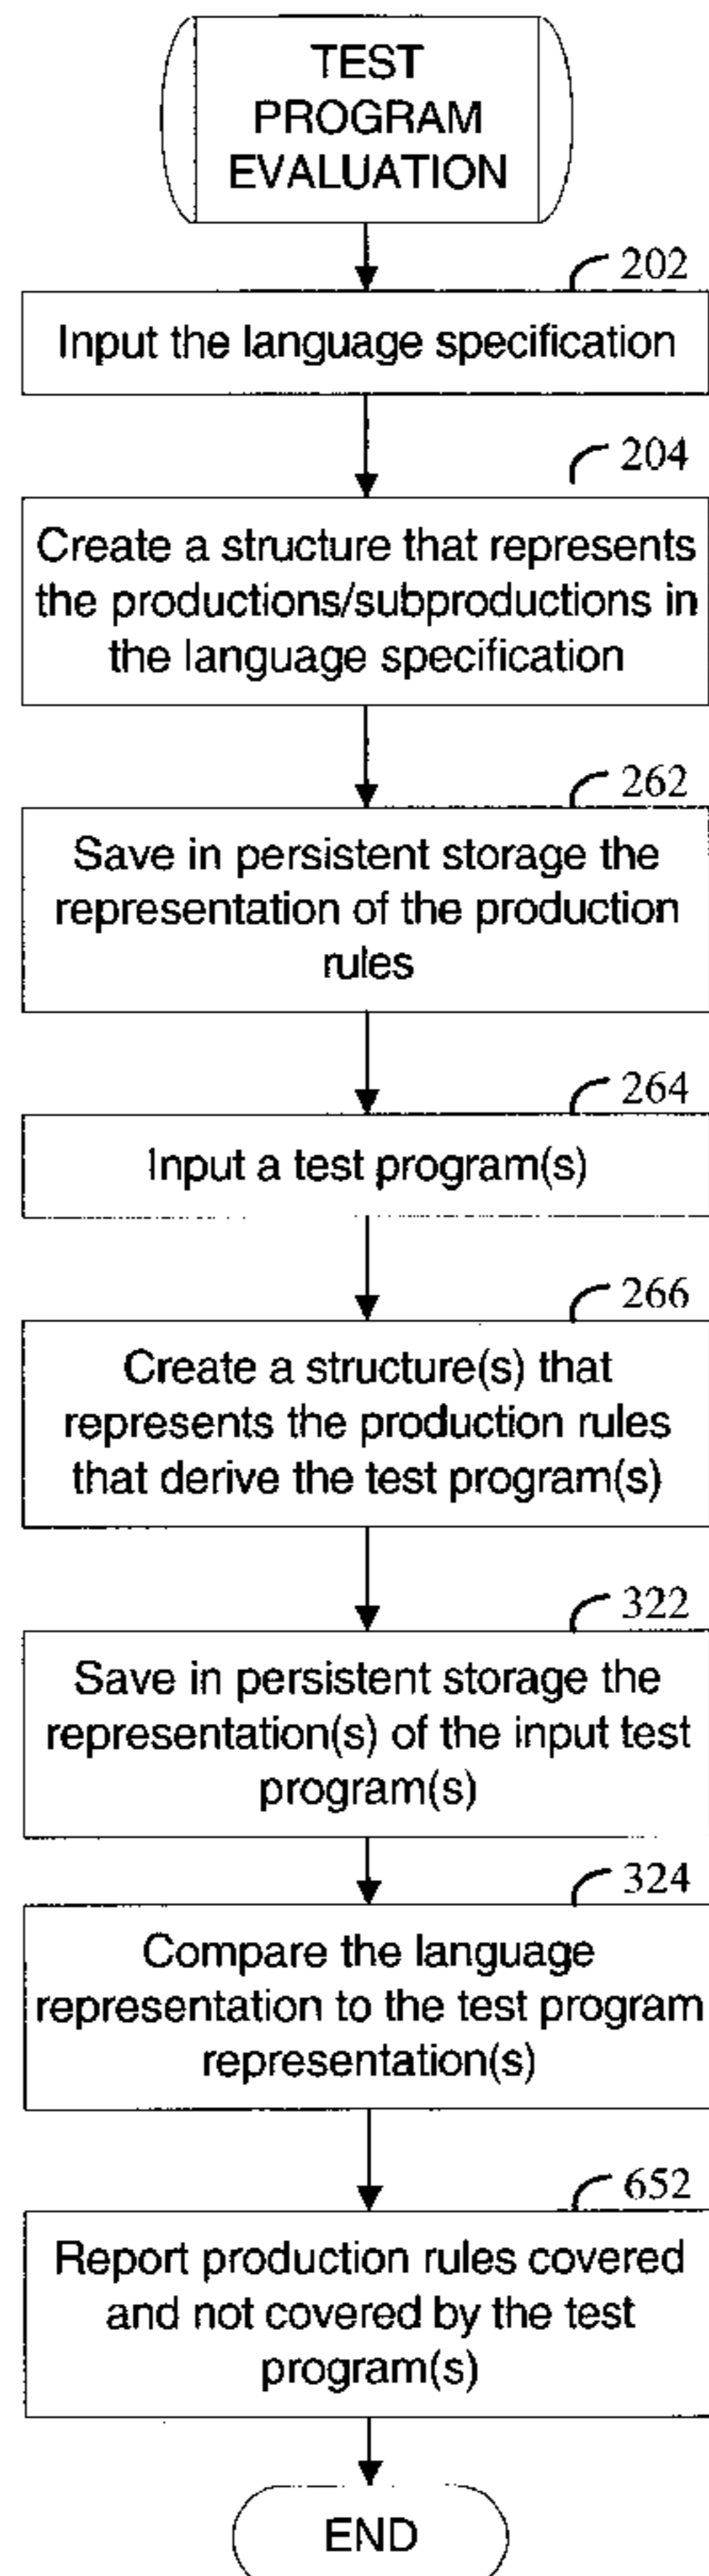 TEST
PROGRAM
EVALUATION
202
Input the language specification
204
Create a structure that represents
the productions/subproductions in
the language specification
262
Save in persistent storage the
representation of the production
rules
264
Input a test program(s)
266
Create a structure(s) that
represents the production rules
that derive the test program(s)
322
Save in persistent storage the
representation(s) of the input test
program(s)
324
Compare the language
representation to the test program
representation(s)
652
Report production rules covered
and not covered by the test
program(s)
END